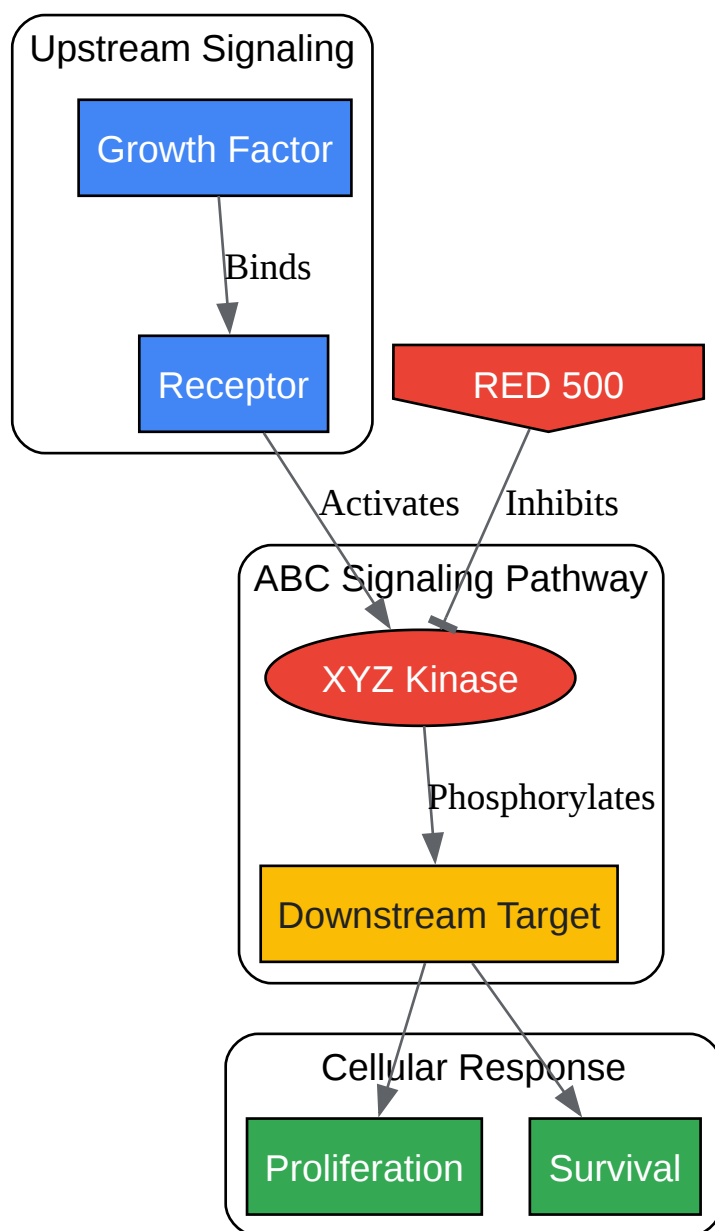 Upstream Signaling
Growth Factor
Binds
Receptor
RED 500
Activates
Inhibits
ABC Signaling Pathway
XYZ Kinase
Phosphorylates
Downstream Target
Cellular Response
Proliferation
Survival